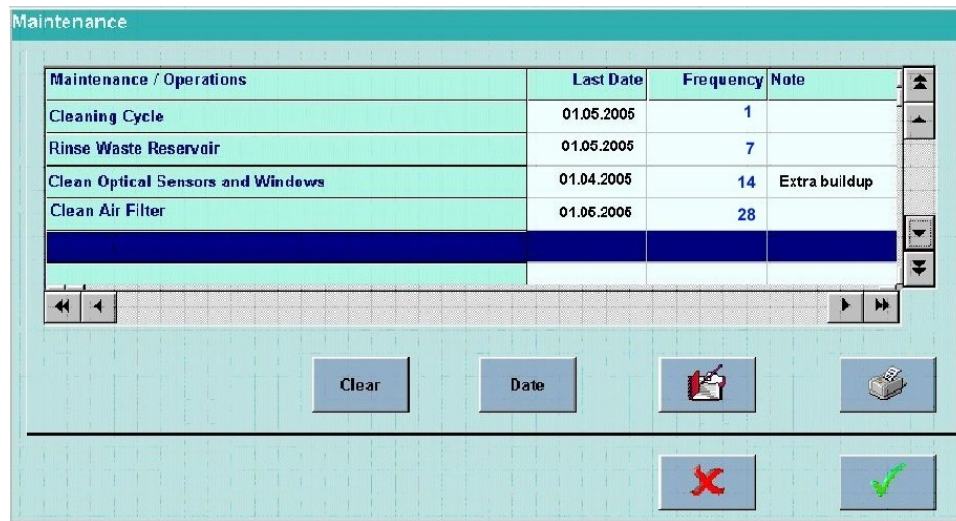 Maintenance
Maintenance / Operations Last Date Frequency Note
Cleaning Cycle 01.05.2005 1
Rinse Waste Reservoir 01.05.2005 7
Clean Optical Sensors and Windows 01.04.2005 14 Extra buildup
Clean Air Filter 01.05.2005 28
Clear Date